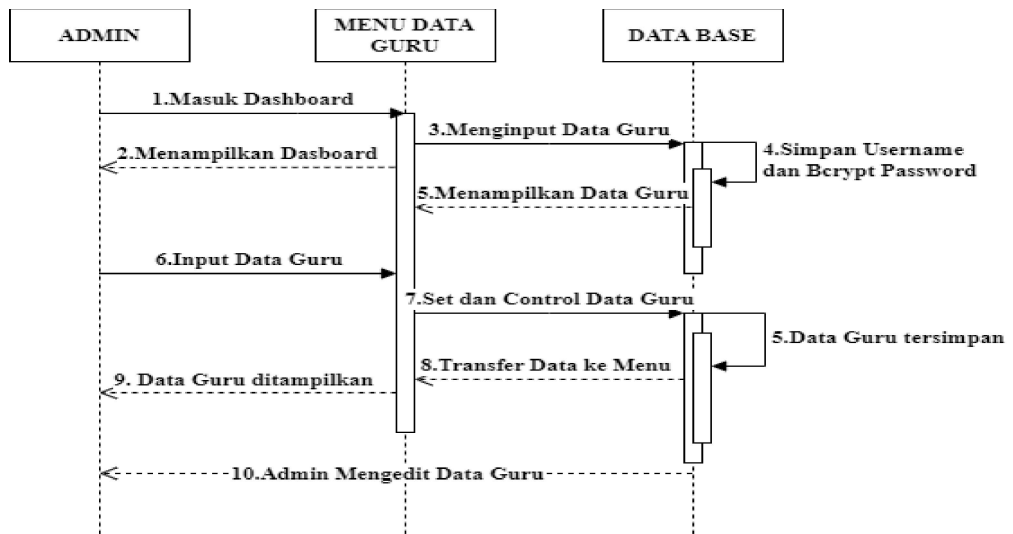 ADMIN
MENU DATA
GURU
DATA BASE
1.Masuk Dashboard
3.Menginput Data Guru
2.Menampilkan Dasboard
4.Simpan Username
dan Bcrypt Password
5.Menampilkan Data Guru
6.Input Data Guru
7.Set dan Control Data Guru
5.Data Guru tersimpan
8.Transfer Data ke Menu
9. Data Guru ditampilkan
10.Admin Mengedit Data Guru